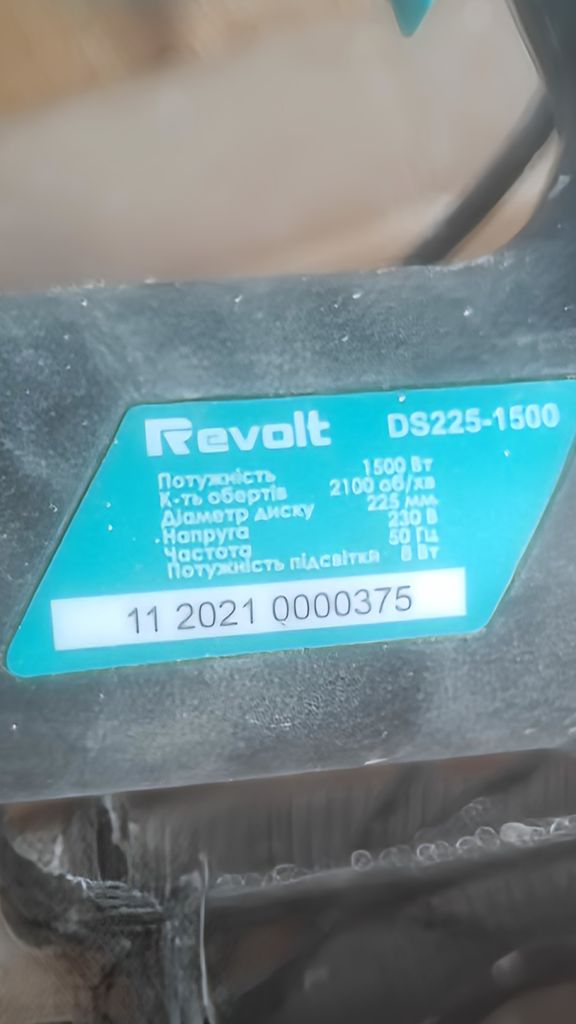 Revolt DS225-1500
Потужність 1500 Вт
К-ть обертів 2100 об/хв
Діаметр диску 225 мм
Напруга 230 В
Частота 50 Гц
Потужність підсвітки 8 Вт
11 2021 0000375